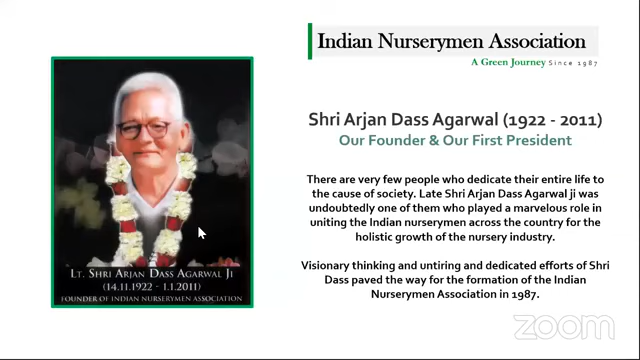 Indian Nurserymen Association
A Green Journey Since 1987
LT. SHRI ARJAN DASS AGARWAL JI
(14.11.1922 - 1.1.2011)
FOUNDER OF INDIAN NURSERYMEN ASSOCIATION
Shri Arjan Dass Agarwal (1922 - 2011)
Our Founder & Our First President
There are very few people who dedicate their entire life to
the cause of society. Late Shri Arjan Dass Agarwal ji was
undoubtedly one of them who played a marvelous role in
uniting the Indian nurserymen across the country for the
holistic growth of the nursery industry.
Visionary thinking and untiring and dedicated efforts of Shri
Dass paved the way for the formation of the Indian
Nurserymen Association in 1987.
zoom